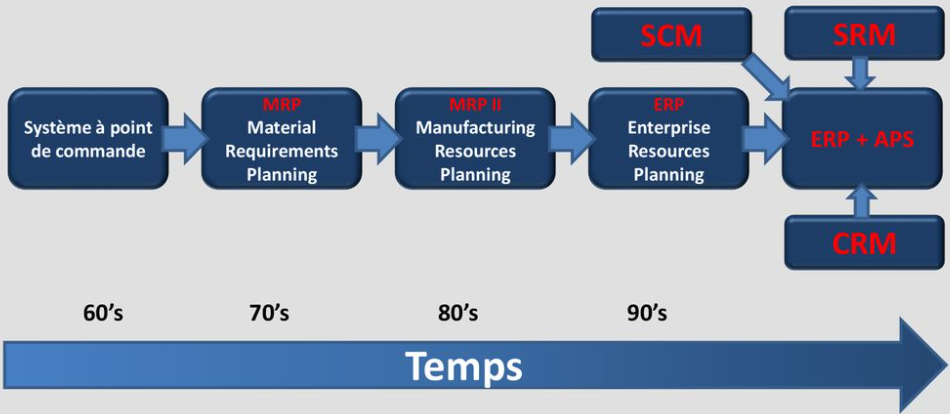 SCM
SRM
Système à point
de commande
MRP
Material
Requirements
Planning
MRP II
Manufacturing
Resources
Planning
ERP
Enterprise
Resources
Planning
ERP + APS
CRM
60's
70's
80's
90's
Temps